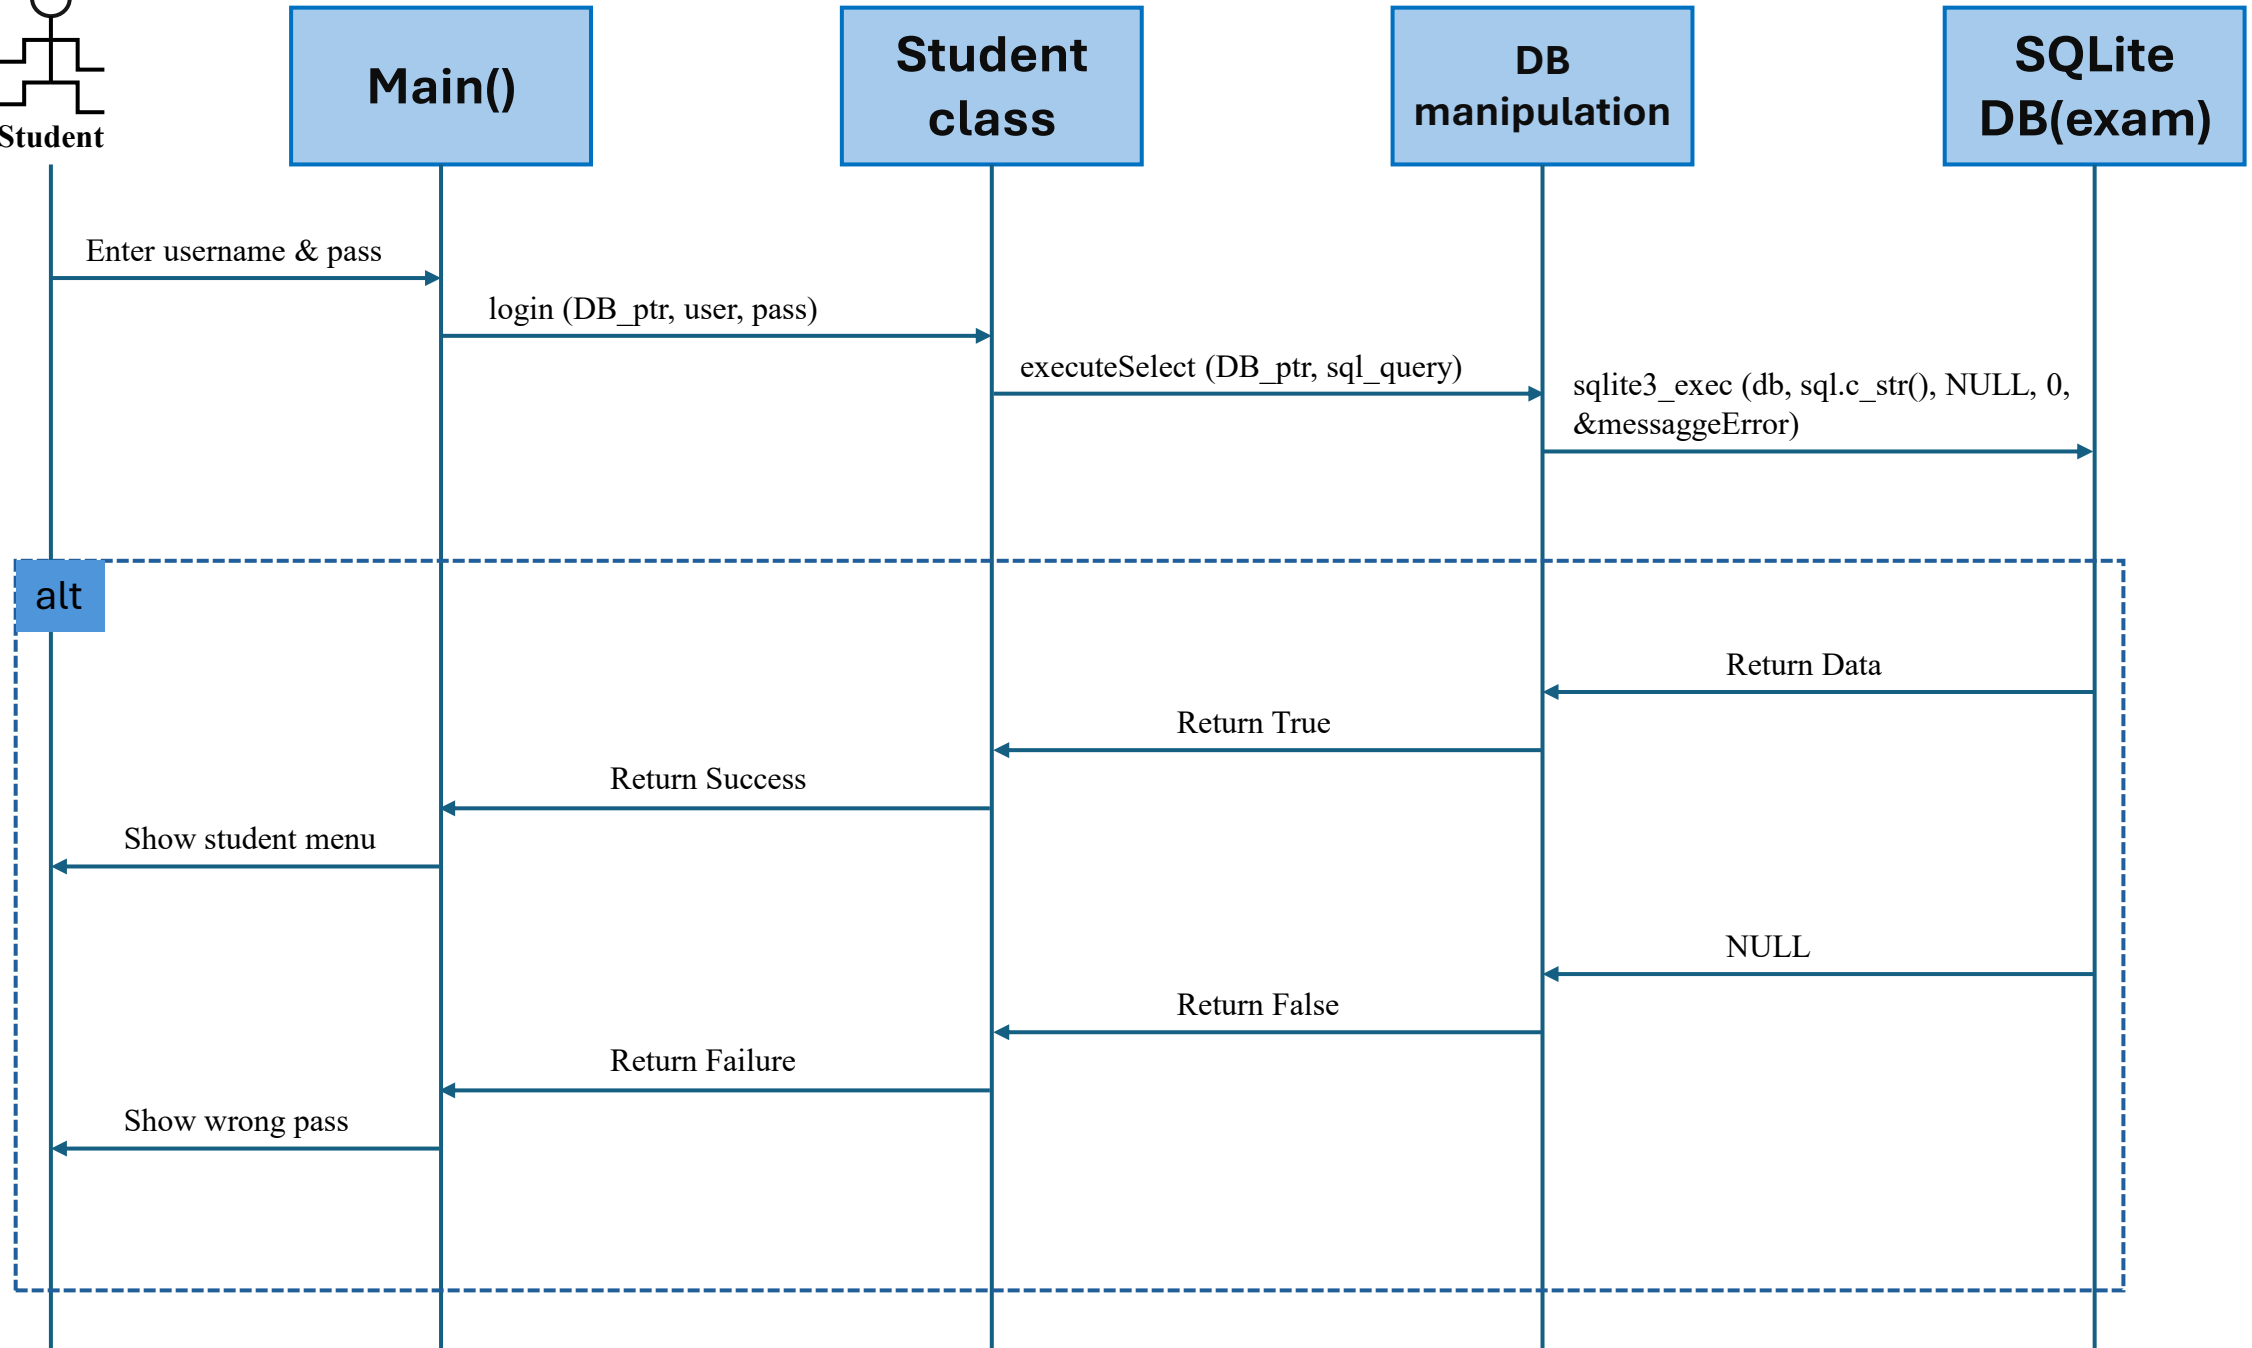 Student
Main()
Student
class
DB
manipulation
SQLite
DB(exam)
Enter username & pass
login (DB_ptr, user, pass)
executeSelect (DB_ptr, sql_query)
sqlite3_exec (db, sql.c_str(), NULL, 0,
&messaggeError)
alt
Return Data
Return True
Return Success
Show student menu
NULL
Return False
Return Failure
Show wrong pass